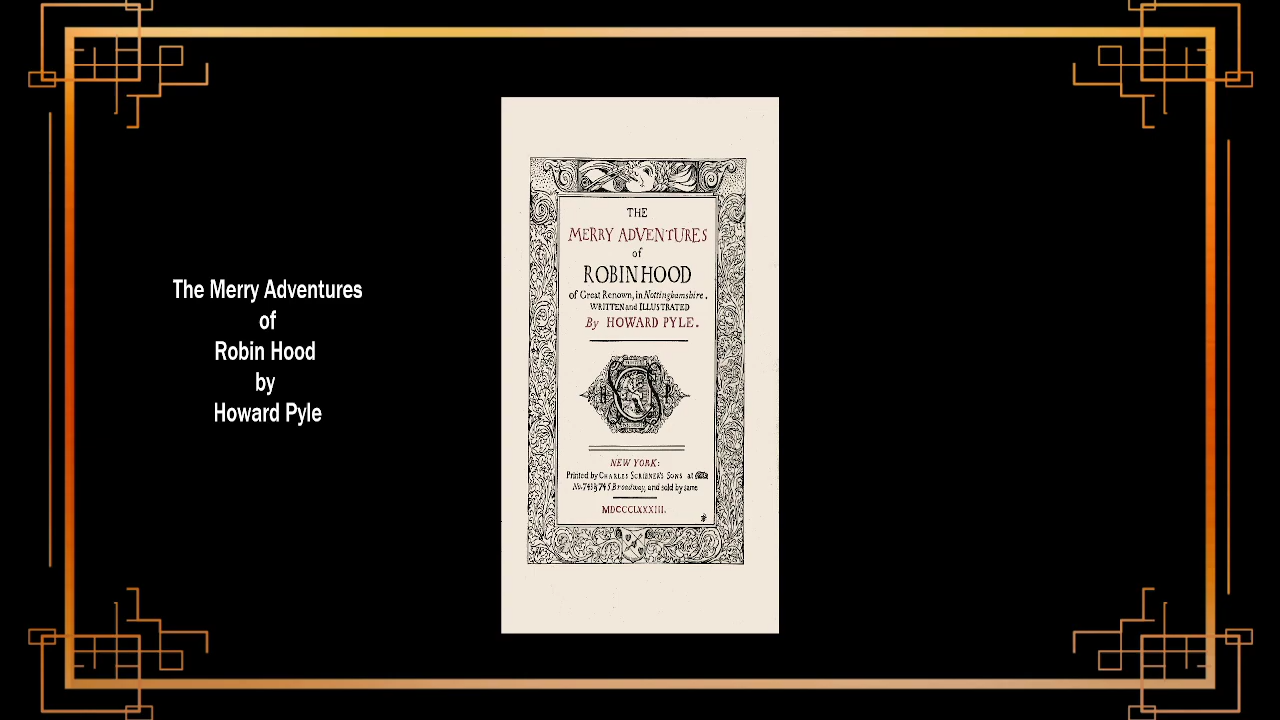 The Merry Adventures
of
Robin Hood
by
Howard Pyle
THE
MERRY ADVENTURES
of
ROBIN HOOD
of Great Renown, in Nottinghamshire.
WRITTEN and ILLUSTRATED
By HOWARD PYLE.
NEW YORK:
Printed by CHARLES SCRIBNER'S SONS at
No. 743 & 745 Broadway, and sold by same
MDCCCLXXXIII.